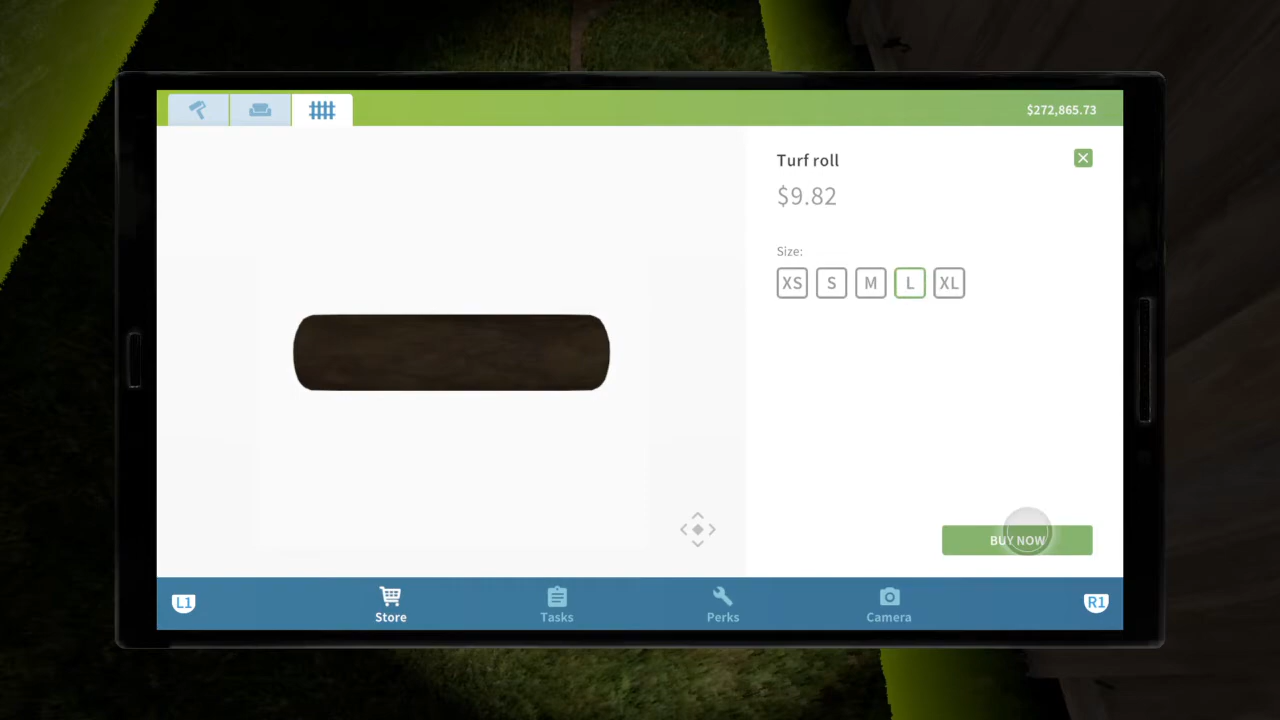 $272,865.73
Turf roll
$9.82
Size:
XS S M L XL
BUY NOW
L1
Store
Tasks
Perks
Camera
R1